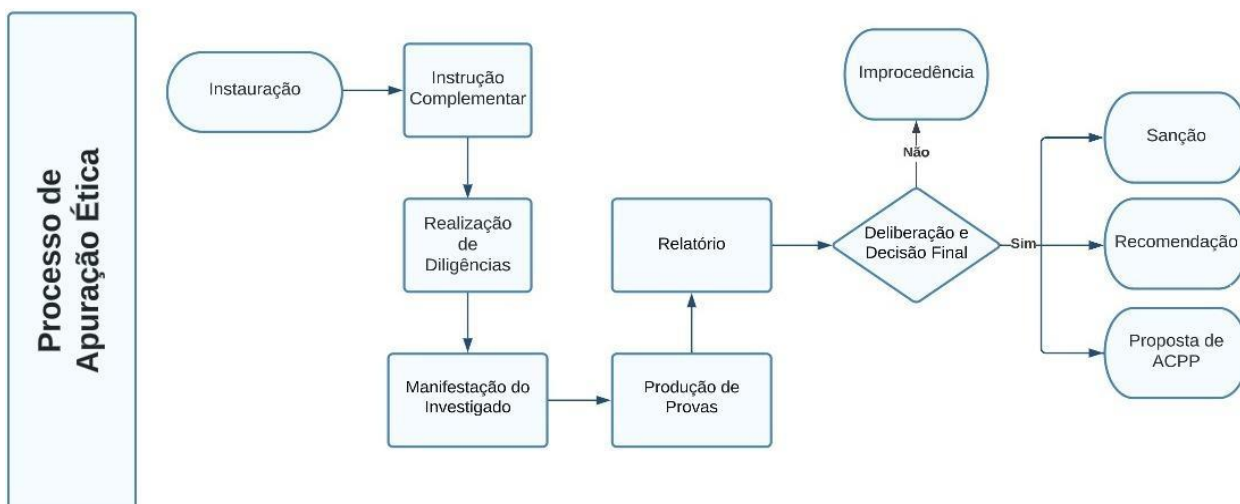 Processo de
Apuração Ética
Instauração
Instrução
Complementar
Realização
de
Diligências
Manifestação do
Investigado
Produção de
Provas
Relatório
Deliberação e
Decisão Final
Não
Improcedência
Sim
Sanção
Recomendação
Proposta de
ACPP